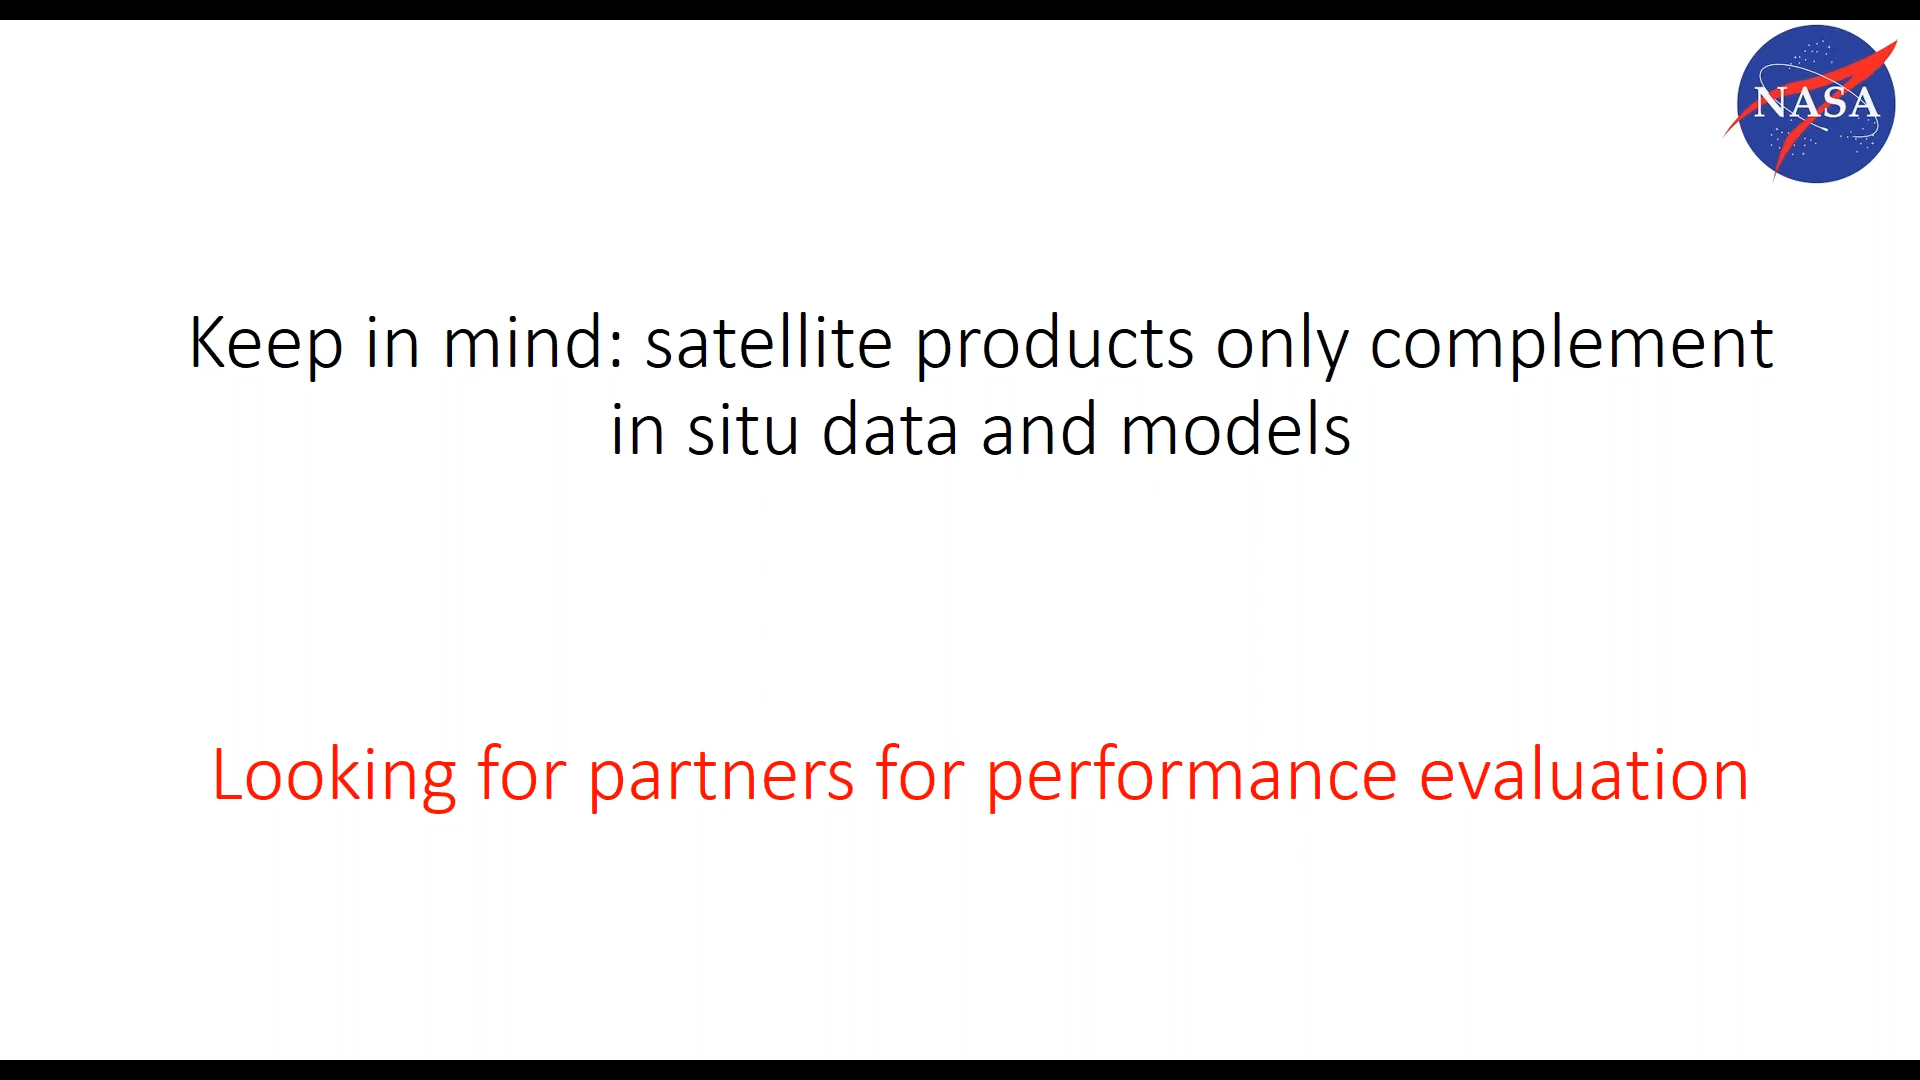 NASA
Keep in mind: satellite products only complement
in situ data and models
Looking for partners for performance evaluation